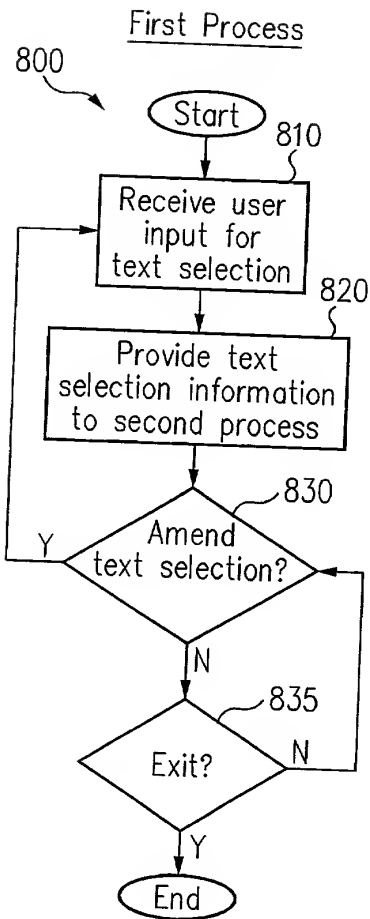 First Process
800
Start
810
Receive user
input for
text selection
820
Provide text
selection information
to second process
830
Amend
text selection?
Y
N
835
Exit?
N
Y
End